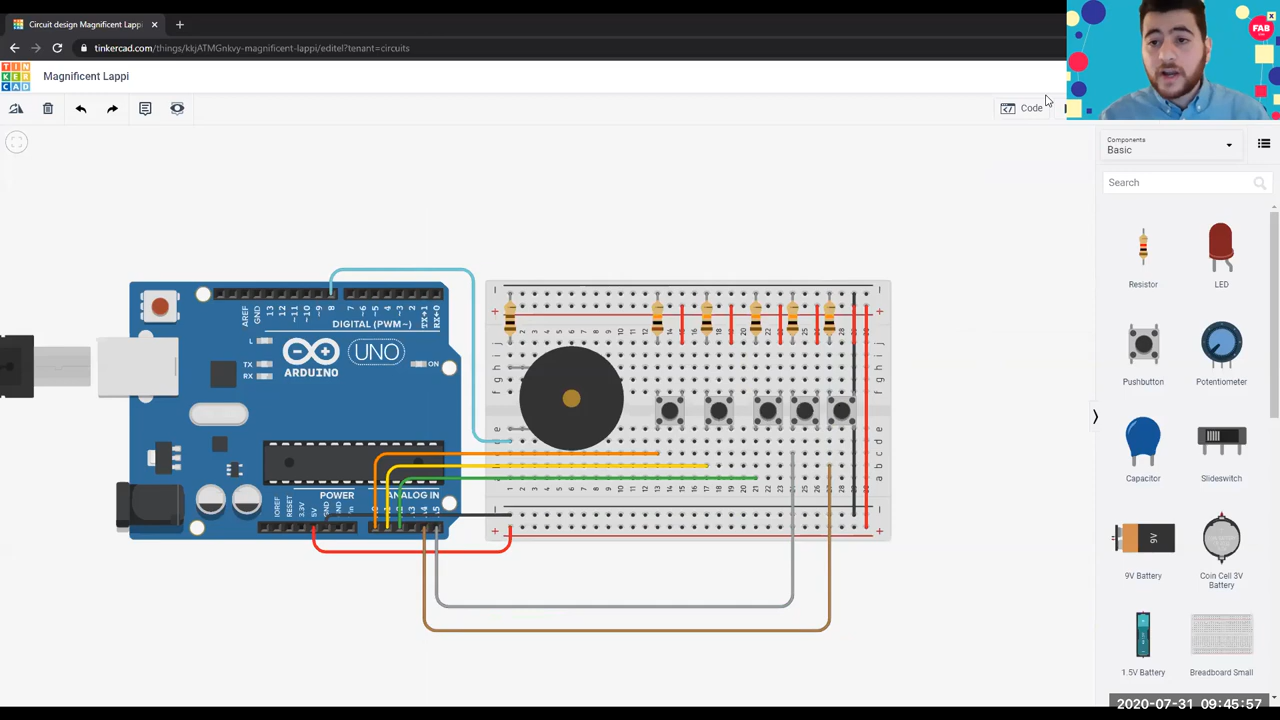 Circuit design Magnificent Lappi
tinkercad.com/things/kkjATMGnkvy-magnificent-lappi/editel?tenant=circuits
FAB
TIN
KER
CAD
Magnificent Lappi
Code
Components
Basic
Search
Resistor
LED
Pushbutton
Potentiometer
Capacitor
Slideswitch
9V
9V Battery
Coin Cell 3V
Battery
1.5V Battery
Breadboard Small
AREF
GND
13
12
~11
~10
~9
8
7
~6
~5
4
~3
2
TX→1
RX←0
DIGITAL (PWM~)
L
TX
RX
ARDUINO
UNO
ON
POWER
ANALOG IN
IOREF
RESET
3.3V
5V
GND
GND
A3
A4
A5
2020-07-31 09:45:57